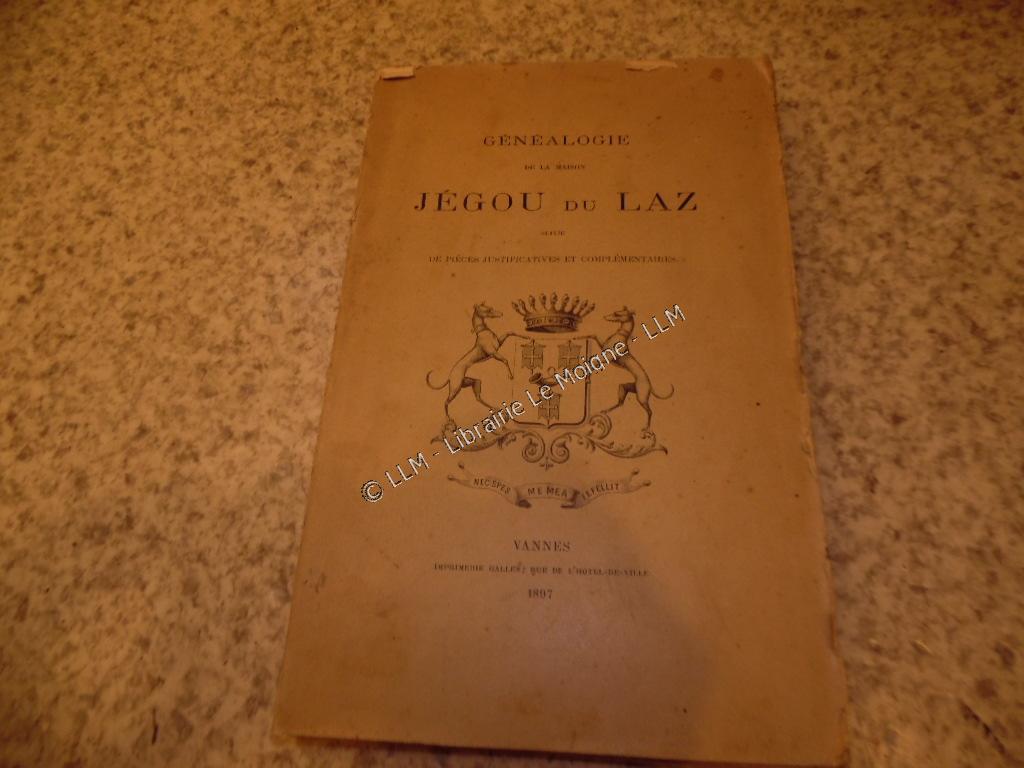 GÉNÉALOGIE
DE LA MAISON
JÉGOU DU LAZ
SUIVIE
DE PIÈCES JUSTIFICATIVES ET COMPLÉMENTAIRES.
© LLM - Librairie Le Moigne - LLM
NEC SPES ME MEA FEFELLIT
VANNES
IMPRIMERIE GALLES, RUE DE L'HOTEL-DE-VILLE
1897